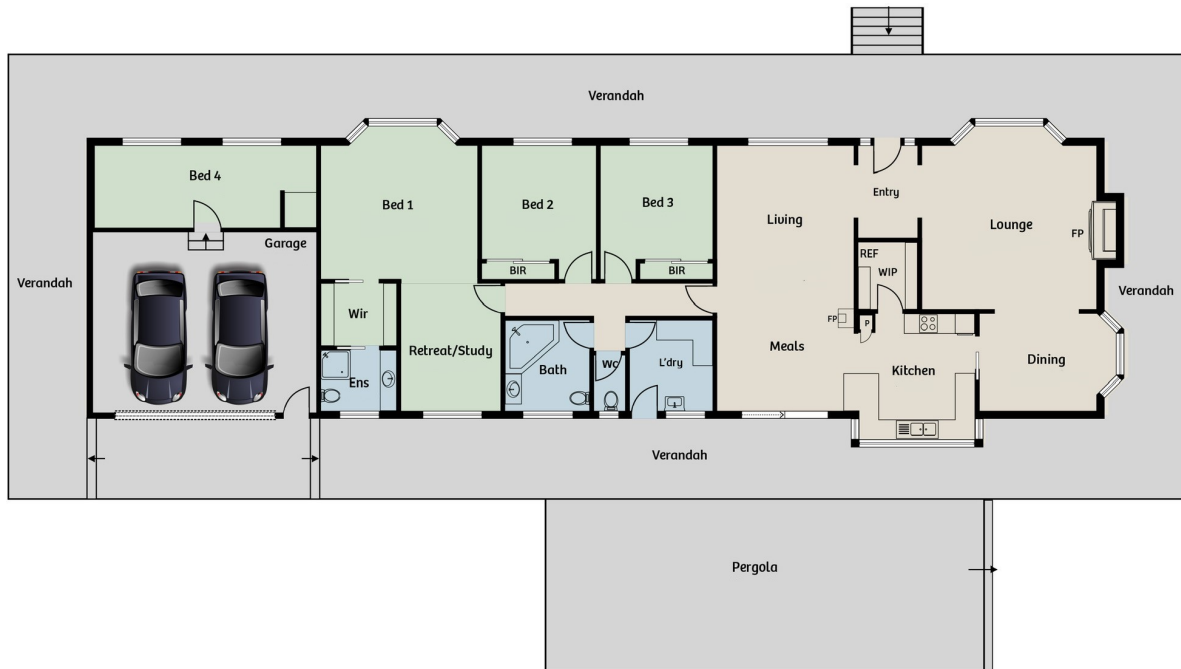 Verandah
Bed 4
Bed 1
Bed 2
Bed 3
Living
Entry
Lounge
FP
Garage
REF
WIP
BIR
BIR
Verandah
Verandah
Wir
FP
P
Retreat/Study
Meals
Dining
Ens
Bath
WC
L'dry
Kitchen
Verandah
Pergola